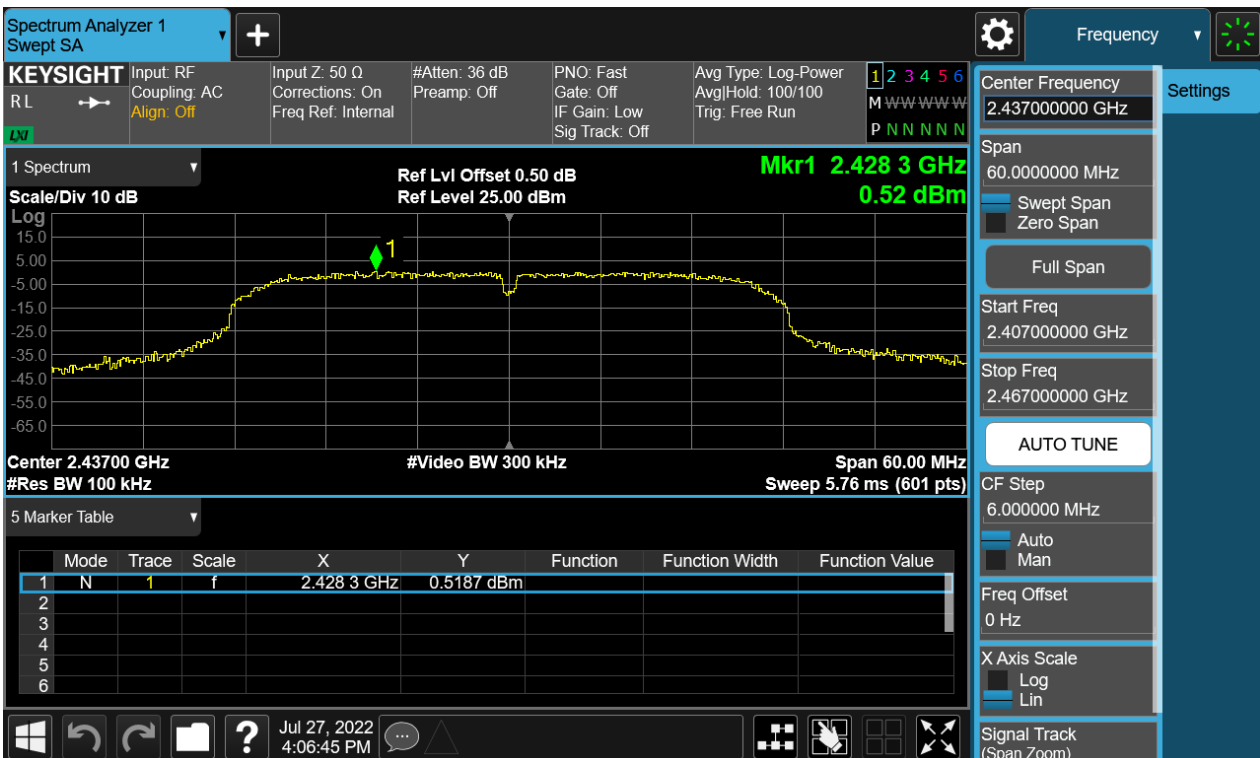 Spectrum Analyzer 1
Swept SA
Frequency
KEYSIGHT
R L
LXI
Input: RF
Coupling: AC
Align: Off
Input Z: 50 Ω
Corrections: On
Freq Ref: Internal
#Atten: 36 dB
Preamp: Off
PNO: Fast
Gate: Off
IF Gain: Low
Sig Track: Off
Avg Type: Log-Power
Avg|Hold: 100/100
Trig: Free Run
1 2 3 4 5 6
M W W W W W
P N N N N N
Settings
Center Frequency
2.437000000 GHz
Span
60.0000000 MHz
Swept Span
Zero Span
Full Span
Start Freq
2.407000000 GHz
Stop Freq
2.467000000 GHz
AUTO TUNE
CF Step
6.000000 MHz
Auto
Man
Freq Offset
0 Hz
X Axis Scale
Log
Lin
Signal Track
(Span Zoom)
1 Spectrum
Scale/Div 10 dB
Ref Lvl Offset 0.50 dB
Ref Level 25.00 dBm
Mkr1 2.428 3 GHz
0.52 dBm
Log
15.0
5.00
-5.00
-15.0
-25.0
-35.0
-45.0
-55.0
-65.0
1
Center 2.43700 GHz
#Video BW 300 kHz
Span 60.00 MHz
#Res BW 100 kHz
Sweep 5.76 ms (601 pts)
5 Marker Table
Mode Trace Scale X Y Function Function Width Function Value
1 N 1 f 2.428 3 GHz 0.5187 dBm
2
3
4
5
6
?
Jul 27, 2022
4:06:45 PM